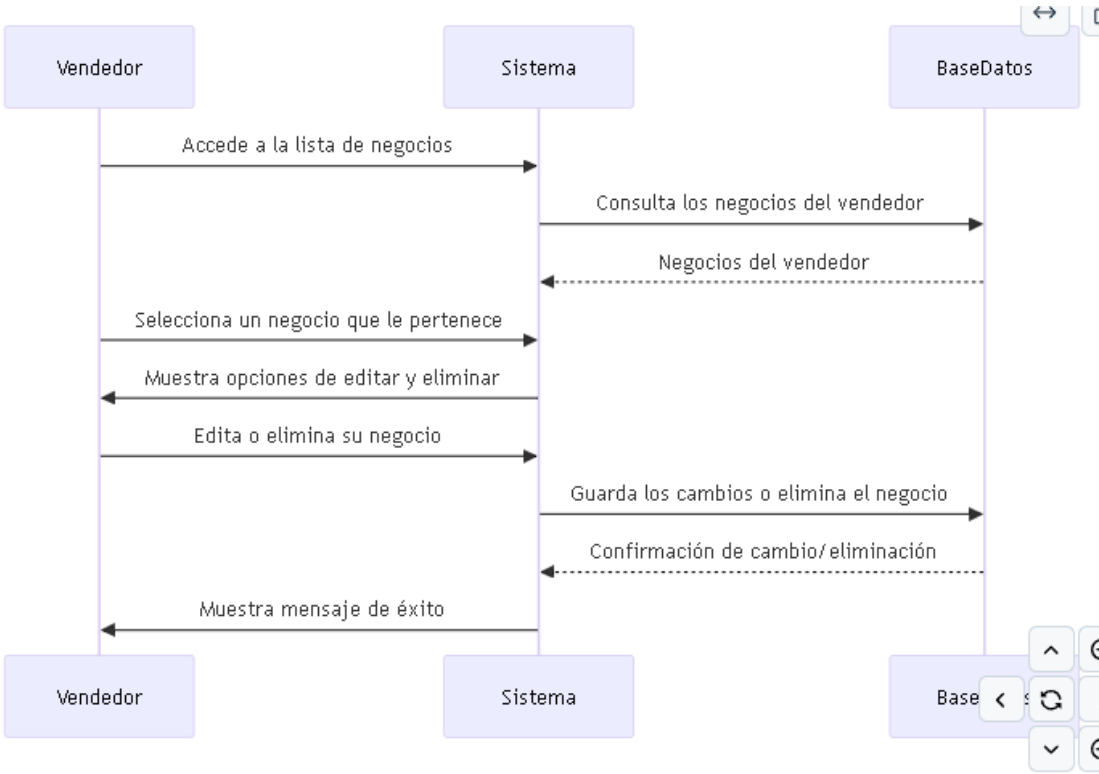 Vendedor
Sistema
BaseDatos
Accede a la lista de negocios
Consulta los negocios del vendedor
Negocios del vendedor
Selecciona un negocio que le pertenece
Muestra opciones de editar y eliminar
Edita o elimina su negocio
Guarda los cambios o elimina el negocio
Confirmación de cambio/eliminación
Muestra mensaje de éxito
Vendedor
Sistema
Base